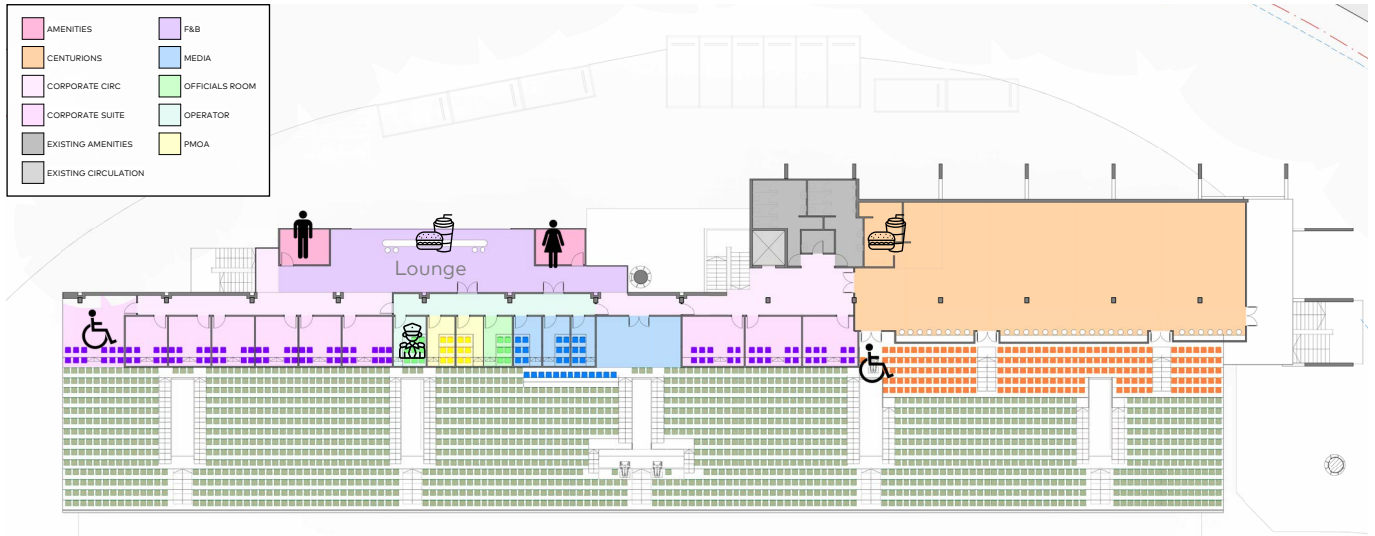 AMENITIES
F&B
CENTURIONS
MEDIA
CORPORATE CIRC
OFFICIALS ROOM
CORPORATE SUITE
OPERATOR
EXISTING AMENITIES
PMOA
EXISTING CIRCULATION
Lounge